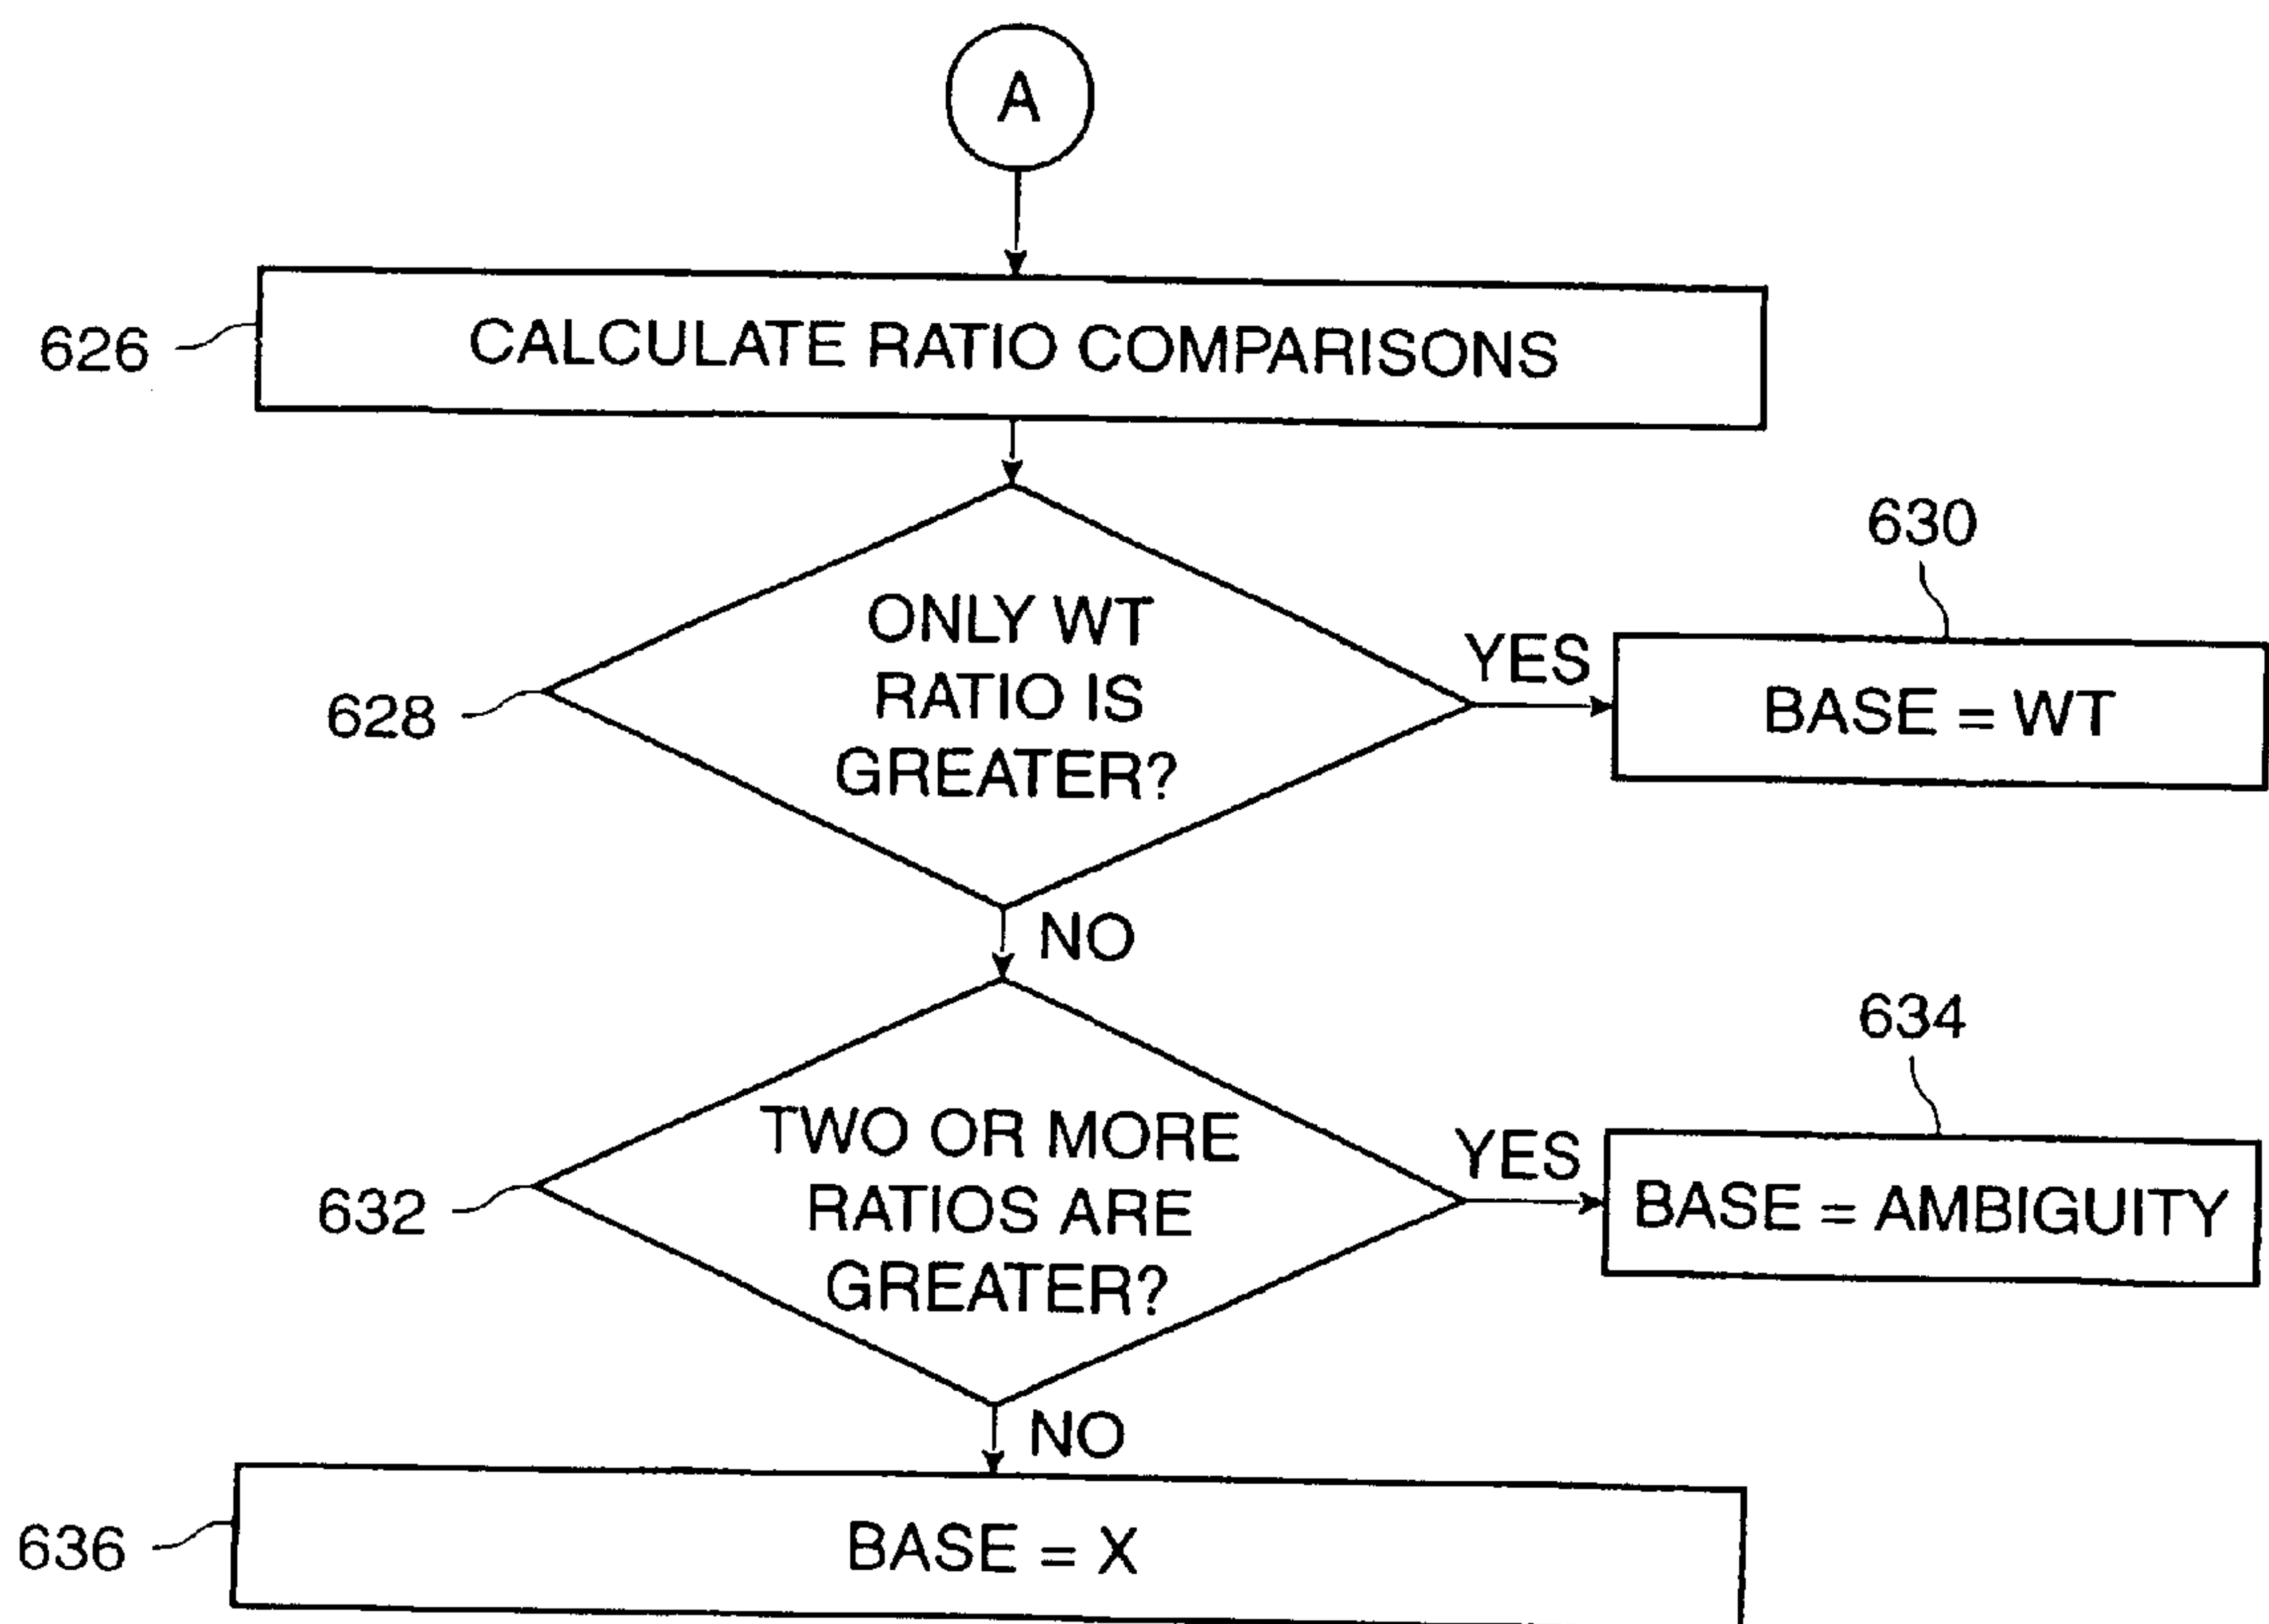 A
626
CALCULATE RATIO COMPARISONS
630
ONLY WT
RATIO IS
GREATER?
628
YES
BASE = WT
NO
634
TWO OR MORE
RATIOS ARE
GREATER?
632
YES
BASE = AMBIGUITY
NO
636
BASE = X